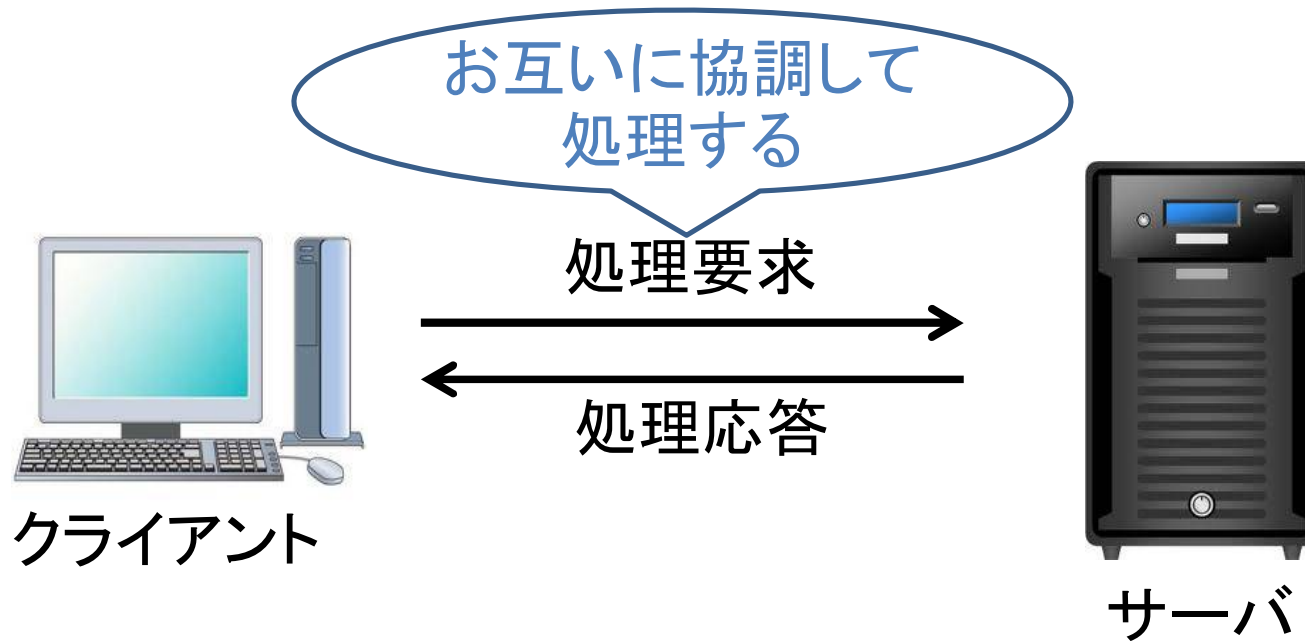 お互いに協調して
処理する
処理要求
処理応答
クライアント
サーバ